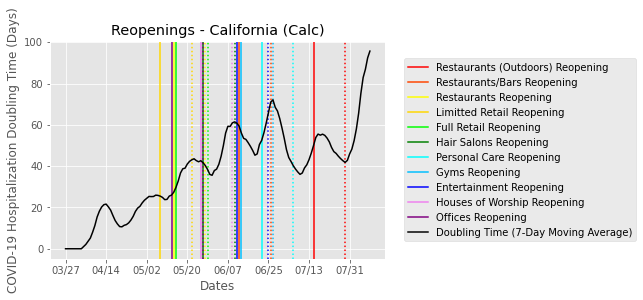 Reopenings - California (Calc)
COVID-19 Hospitalization Doubling Time (Days)
100
80
60
40
20
0
03/27 04/14 05/02 05/20 06/07 06/25 07/13 07/31
Dates
Restaurants (Outdoors) Reopening
Restaurants/Bars Reopening
Restaurants Reopening
Limitted Retail Reopening
Full Retail Reopening
Hair Salons Reopening
Personal Care Reopening
Gyms Reopening
Entertainment Reopening
Houses of Worship Reopening
Offices Reopening
Doubling Time (7-Day Moving Average)